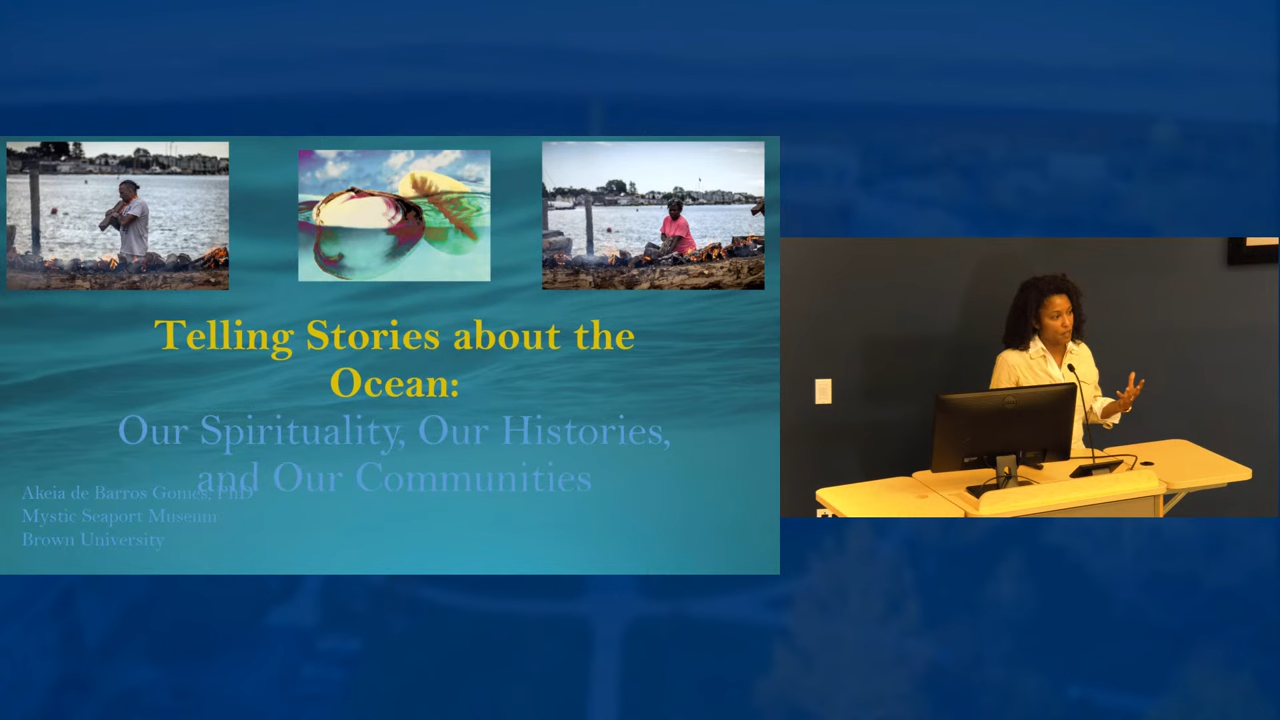 Telling Stories about the
Ocean:
Our Spirituality, Our Histories,
and Our Communities
Akeia de Barros Gomes, PhD
Mystic Seaport Museum
Brown University